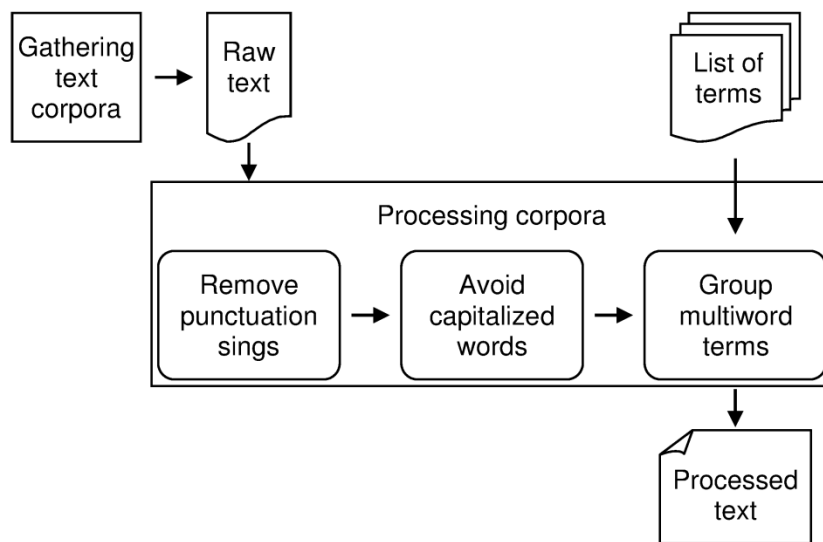 Gathering
text
corpora
Raw
text
List of
terms
Processing corpora
Remove
punctuation
sings
Avoid
capitalized
words
Group
multiword
terms
Processed
text